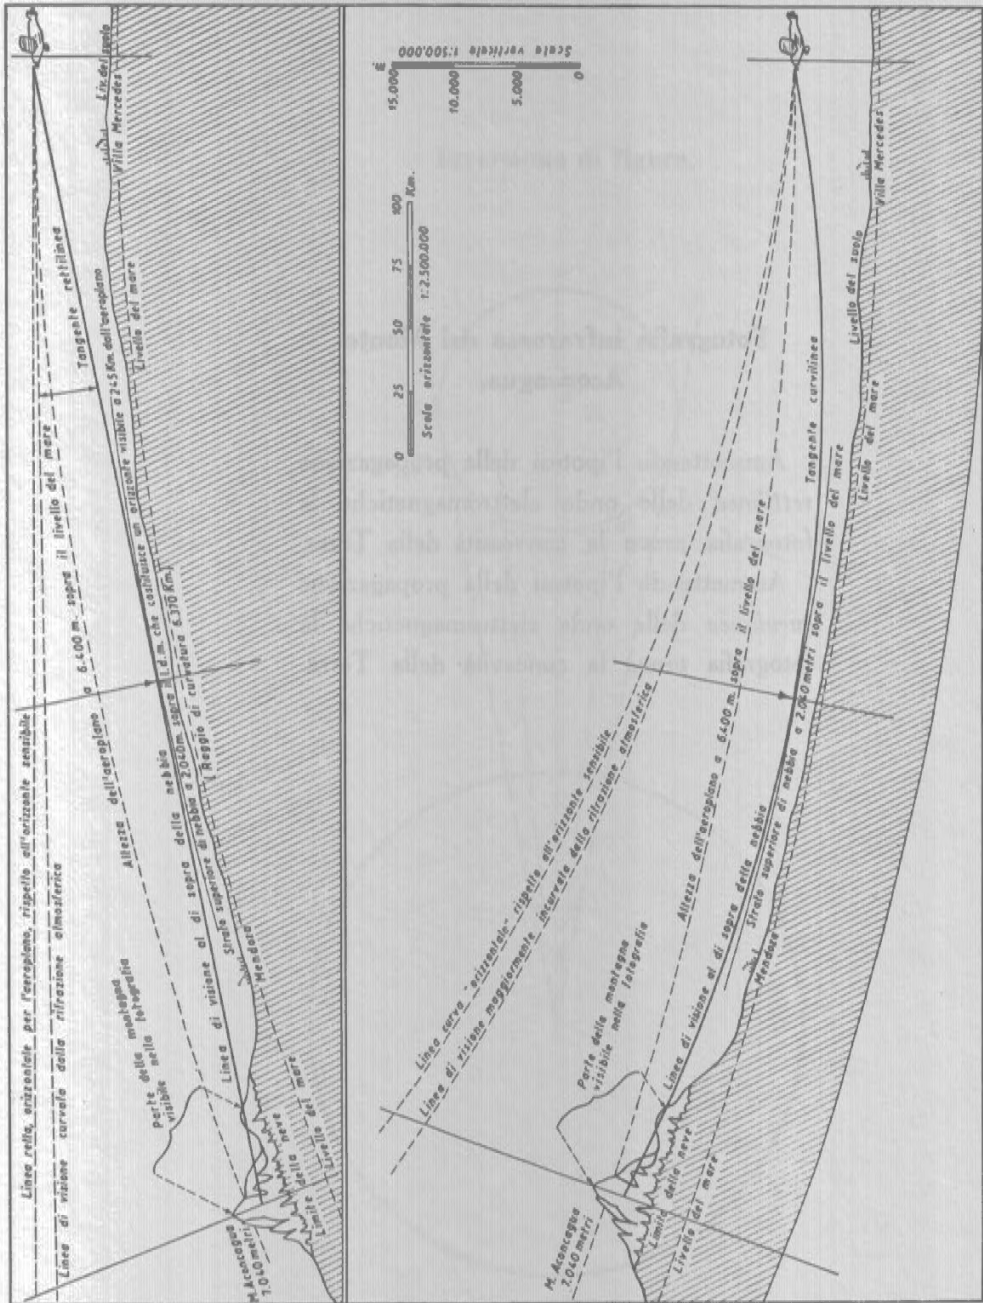 Linea retta, orizzontale per l'aeroplano, rispetto all'orizzonte sensibile
Linea di visione curvata dalla rifrazione atmosferica
Altezza dell'aeroplano a 6.400 m. sopra il livello del mare
Parte della montagna
visibile nella fotografia
Tangente rettilinea
Linea di visione al di sopra della nebbia
Strato superiore di nebbia a 2.040 m. sopra il l.d.m. che costituisce un orizzonte visibile a 245 Km. dall'aeroplano
( Raggio di curvatura 6.370 Km.)
Liv. del suolo
Villa Mercedes
Livello del mare
Mendoza
M. Aconcagua
7.040 metri
Limite della neve
Livello del mare
m.
15.000
10.000
5.000
0
Scala verticale 1:500.000
0 25 50 75 100 Km.
Scala orizzontale 1:2.500.000
Linea curva - orizzontale - rispetto all'orizzonte sensibile
Linea di visione maggiormente incurvata dalla rifrazione atmosferica
Altezza dell'aeroplano a 6.400 m. sopra il livello del mare
Parte della montagna
visibile nella fotografia
Tangente curvilinea
Linea di visione al di sopra della nebbia
Strato superiore di nebbia a 2.040 metri sopra il livello del mare
Livello del suolo
Villa Mercedes
Livello del mare
Mendoza
M. Aconcagua
7.040 metri
Limite della neve
Livello del mare